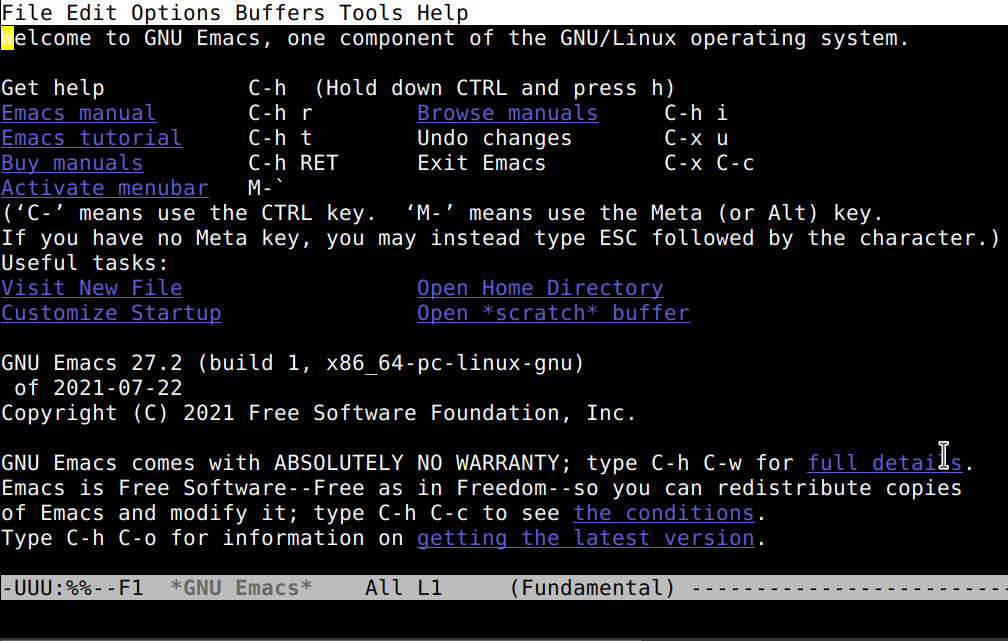 File Edit Options Buffers Tools Help
Welcome to GNU Emacs, one component of the GNU/Linux operating system.
Get help C-h (Hold down CTRL and press h)
Emacs manual C-h r Browse manuals C-h i
Emacs tutorial C-h t Undo changes C-x u
Buy manuals C-h RET Exit Emacs C-x C-c
Activate menubar M-`
(‘C-’ means use the CTRL key. ‘M-’ means use the Meta (or Alt) key.
If you have no Meta key, you may instead type ESC followed by the character.)
Useful tasks:
Visit New File Open Home Directory
Customize Startup Open *scratch* buffer
GNU Emacs 27.2 (build 1, x86_64-pc-linux-gnu)
of 2021-07-22
Copyright (C) 2021 Free Software Foundation, Inc.
GNU Emacs comes with ABSOLUTELY NO WARRANTY; type C-h C-w for full details.
Emacs is Free Software--Free as in Freedom--so you can redistribute copies
of Emacs and modify it; type C-h C-c to see the conditions.
Type C-h C-o for information on getting the latest version.
-UUU:%%--F1 *GNU Emacs* All L1 (Fundamental) -------------------------